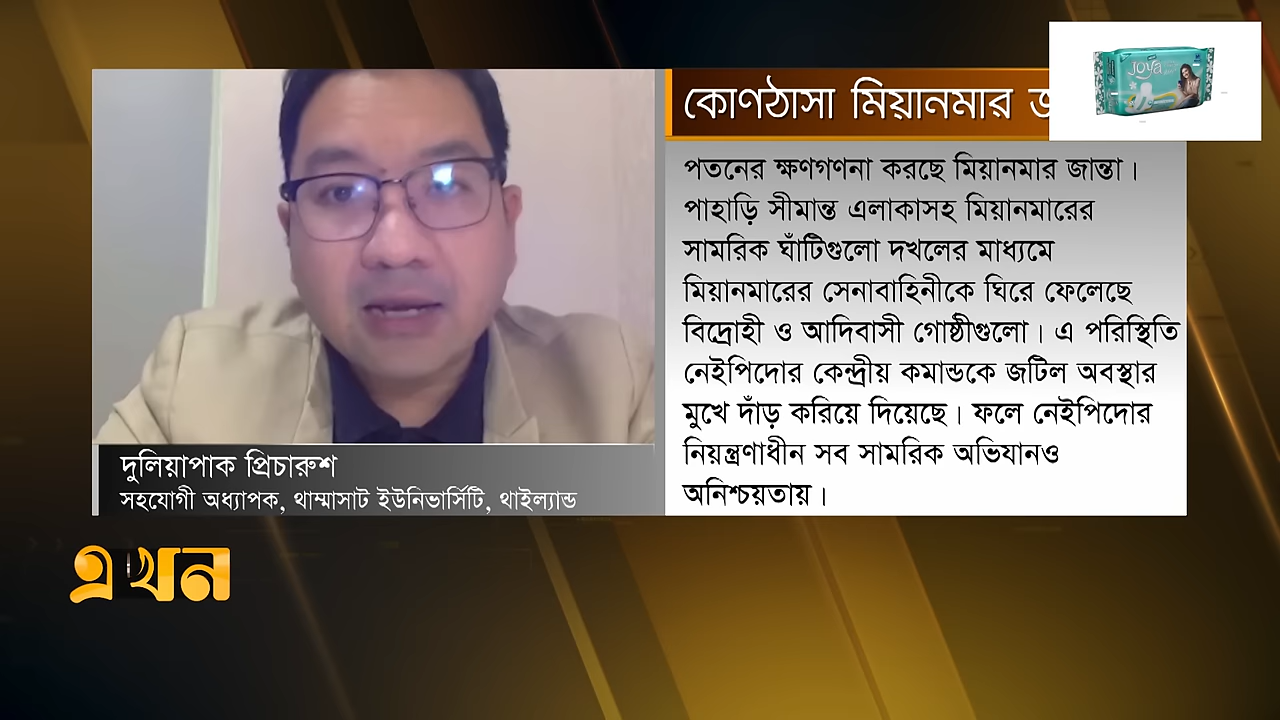 কোণঠাসা মিয়ানমার
JOYA
পতনের ক্ষণগণনা করছে মিয়ানমার জান্তা।
পাহাড়ি সীমান্ত এলাকাসহ মিয়ানমারের
সামরিক ঘাঁটিগুলো দখলের মাধ্যমে
মিয়ানমারের সেনাবাহিনীকে ঘিরে ফেলেছে
বিদ্রোহী ও আদিবাসী গোষ্ঠীগুলো। এ পরিস্থিতি
নেইপিদোর কেন্দ্রীয় কমান্ডকে জটিল অবস্থার
মুখে দাঁড় করিয়ে দিয়েছে। ফলে নেইপিদোর
নিয়ন্ত্রণাধীন সব সামরিক অভিযানও
অনিশ্চয়তায়।
দুলিয়াপাক প্রিচারুশ
সহযোগী অধ্যাপক, থাম্মাসাট ইউনিভার্সিটি, থাইল্যান্ড
এখন